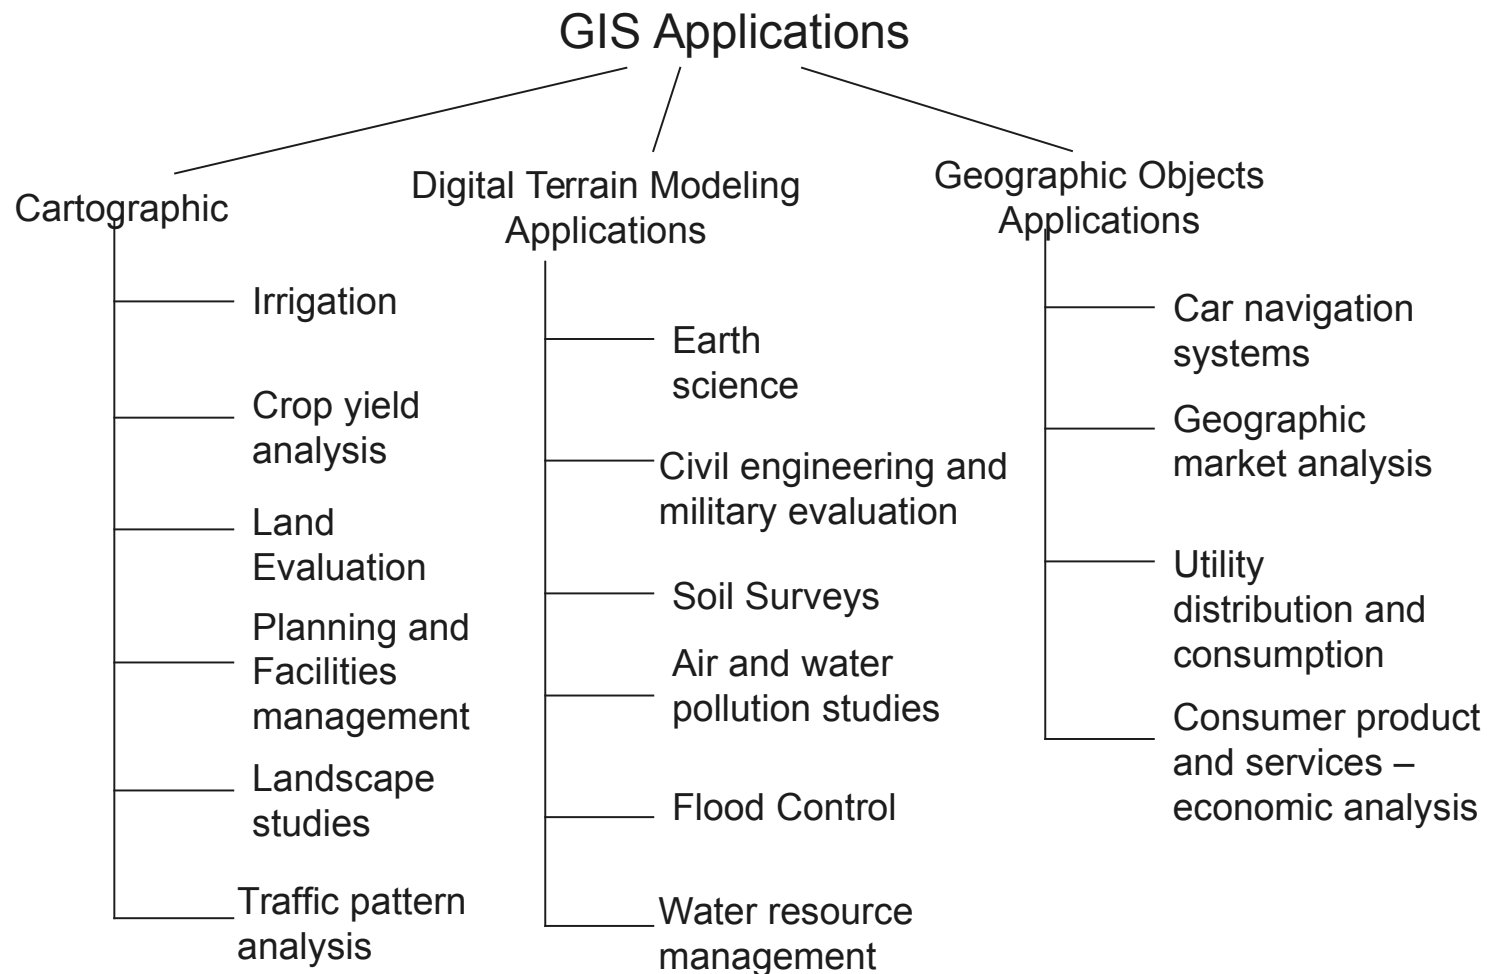 GIS Applications
Cartographic
Irrigation
Crop yield
analysis
Land
Evaluation
Planning and
Facilities
management
Landscape
studies
Traffic pattern
analysis
Digital Terrain Modeling
Applications
Earth
science
Civil engineering and
military evaluation
Soil Surveys
Air and water
pollution studies
Flood Control
Water resource
management
Geographic Objects
Applications
Car navigation
systems
Geographic
market analysis
Utility
distribution and
consumption
Consumer product
and services –
economic analysis